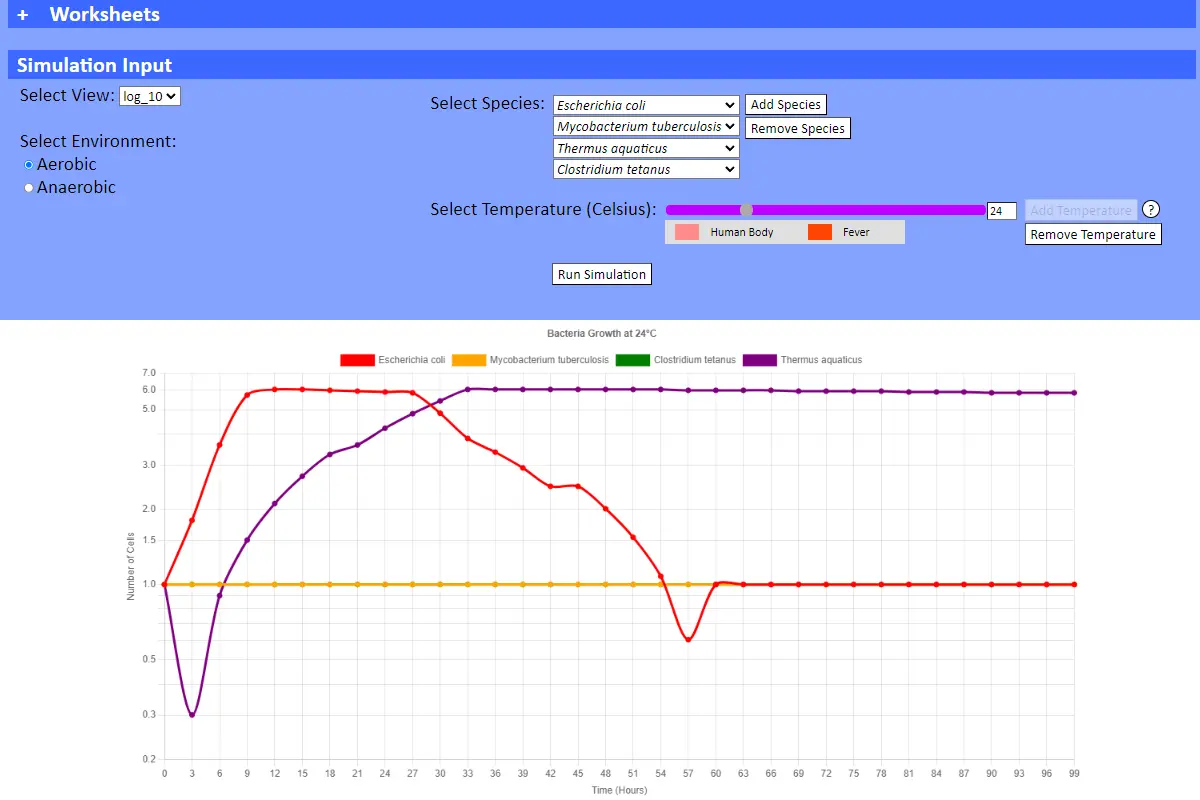 + Worksheets
Simulation Input
Select View: log_10
Select Environment:
Aerobic
Anaerobic
Select Species: Escherichia coli Add Species
Mycobacterium tuberculosis Remove Species
Thermus aquaticus
Clostridium tetanus
Select Temperature (Celsius): 24 Add Temperature ?
Human Body Fever Remove Temperature
Run Simulation
Bacteria Growth at 24°C
Escherichia coli Mycobacterium tuberculosis Clostridium tetanus Thermus aquaticus
7.0
6.0
5.0
3.0
2.0
1.5
1.0
0.5
0.3
0.2
Number of Cells
0 3 6 9 12 15 18 21 24 27 30 33 36 39 42 45 48 51 54 57 60 63 66 69 72 75 78 81 84 87 90 93 96 99
Time (Hours)